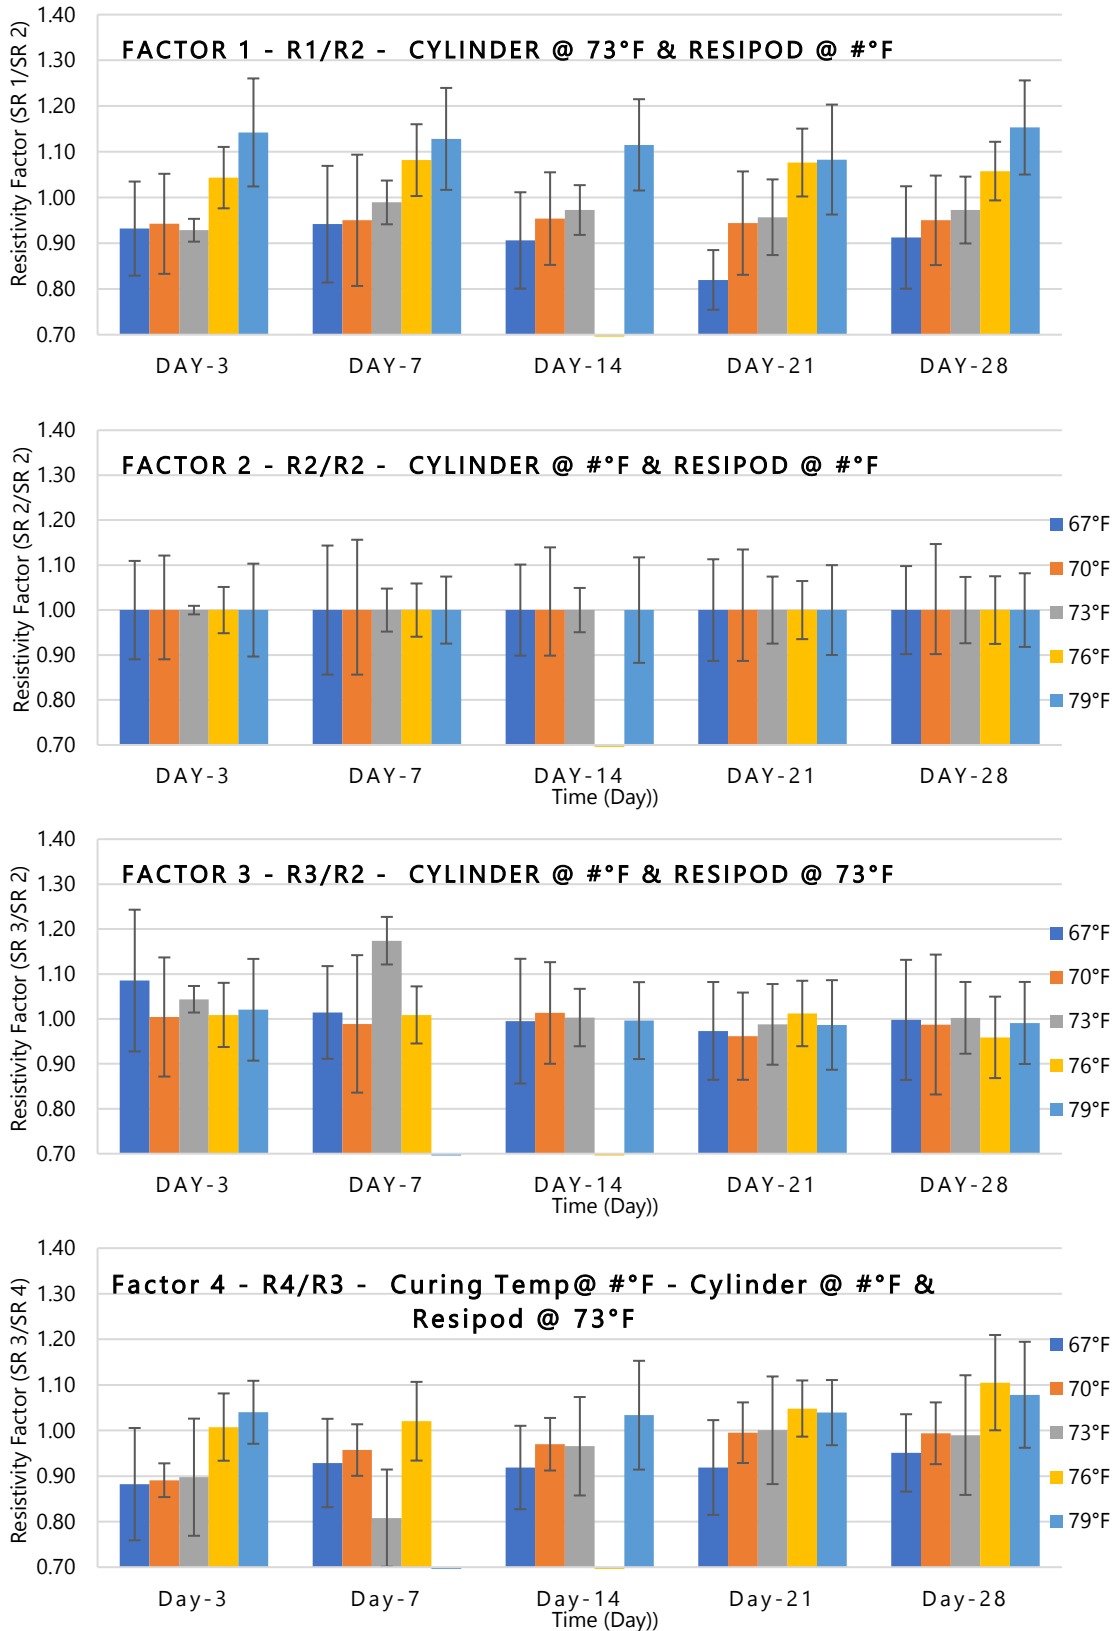 FACTOR 1 - R1/R2 - CYLINDER @ 73°F & RESIPOD @ #°F
Resistivity Factor (SR 1/SR 2)
1.40
1.30
1.20
1.10
1.00
0.90
0.80
0.70
DAY-3 DAY-7 DAY-14 DAY-21 DAY-28
FACTOR 2 - R2/R2 - CYLINDER @ #°F & RESIPOD @ #°F
Resistivity Factor (SR 2/SR 2)
1.40
1.30
1.20
1.10
1.00
0.90
0.80
0.70
DAY-3 DAY-7 DAY-14 DAY-21 DAY-28
Time (Day))
67°F
70°F
73°F
76°F
79°F
FACTOR 3 - R3/R2 - CYLINDER @ #°F & RESIPOD @ 73°F
Resistivity Factor (SR 3/SR 2)
1.40
1.30
1.20
1.10
1.00
0.90
0.80
0.70
DAY-3 DAY-7 DAY-14 DAY-21 DAY-28
Time (Day))
67°F
70°F
73°F
76°F
79°F
Factor 4 - R4/R3 - Curing Temp@ #°F - Cylinder @ #°F &
Resipod @ 73°F
Resistivity Factor (SR 3/SR 4)
1.40
1.30
1.20
1.10
1.00
0.90
0.80
0.70
Day-3 Day-7 Day-14 Day-21 Day-28
Time (Day))
67°F
70°F
73°F
76°F
79°F